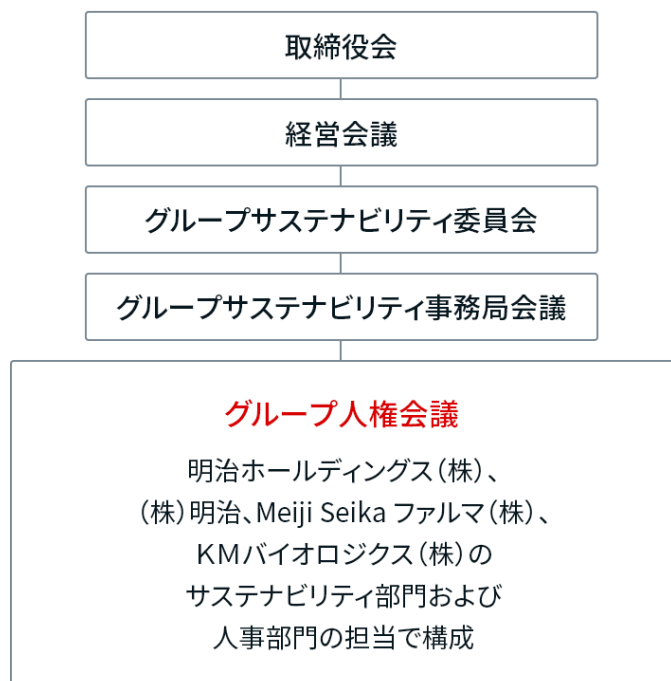 取締役会
経営会議
グループサステナビリティ委員会
グループサステナビリティ事務局会議
グループ人権会議
明治ホールディングス(株)、
(株)明治、Meiji Seika ファルマ(株)、
KMバイオロジクス(株)の
サステナビリティ部門および
人事部門の担当で構成